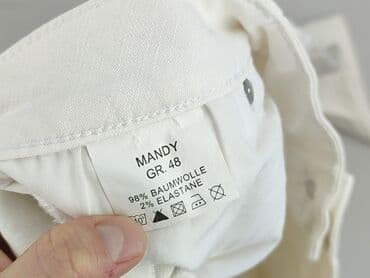 MANDY
GR. 48
98% BAUMWOLLE
2% ELASTANE